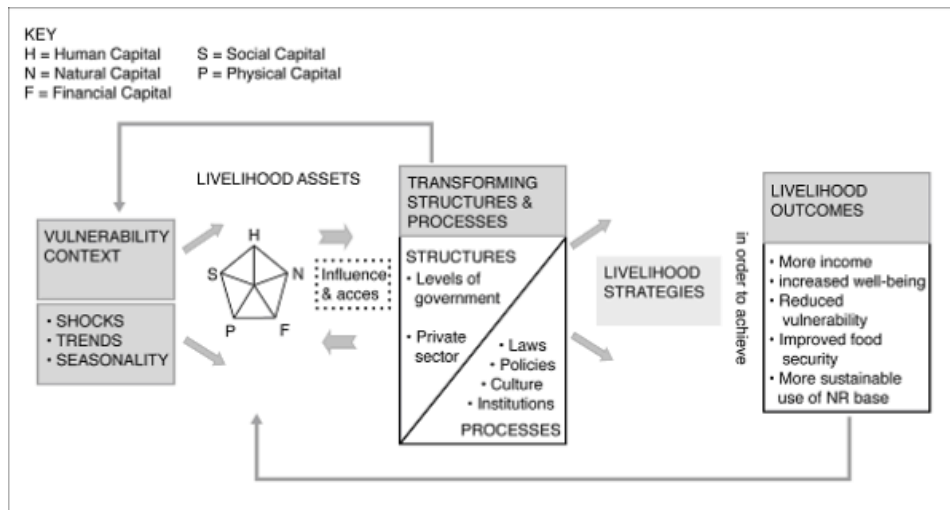 KEY
H = Human Capital
S = Social Capital
N = Natural Capital
P = Physical Capital
F = Financial Capital
LIVELIHOOD ASSETS
VULNERABILITY
CONTEXT
• SHOCKS
• TRENDS
• SEASONALITY
H
S
N
P
F
Influence
& acces
TRANSFORMING
STRUCTURES &
PROCESSES
STRUCTURES
• Levels of
government
• Private
sector
• Laws
• Policies
• Culture
• Institutions
PROCESSES
LIVELIHOOD
STRATEGIES
in order to achieve
LIVELIHOOD
OUTCOMES
• More income
• increased well-being
• Reduced
vulnerability
• Improved food
security
• More sustainable
use of NR base